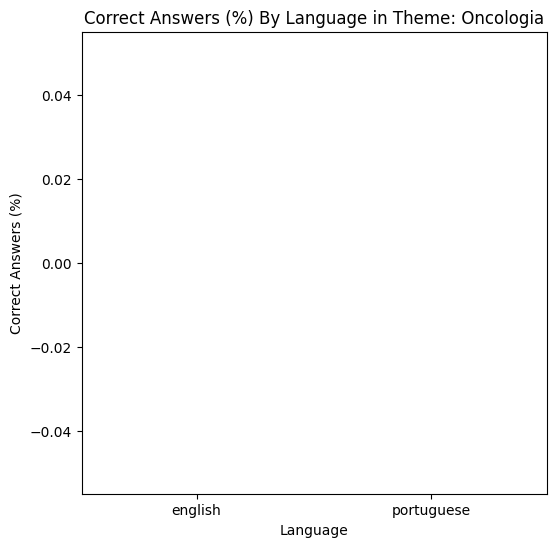 Correct Answers (%) By Language in Theme: Oncologia
Correct Answers (%)
0.04
0.02
0.00
−0.02
−0.04
english
portuguese
Language